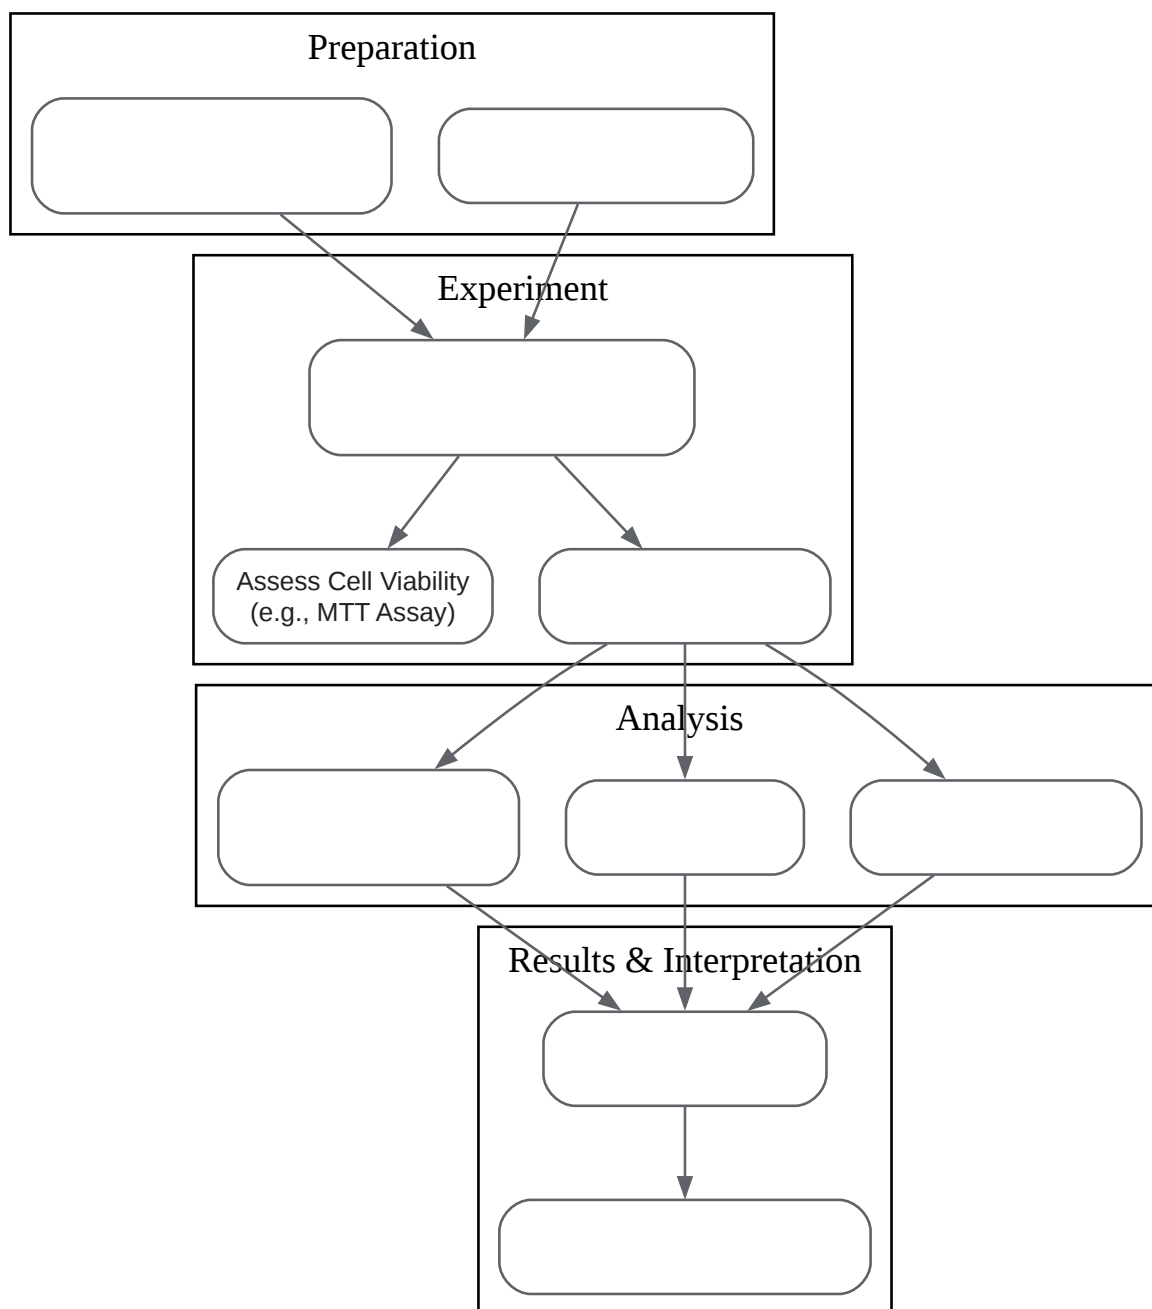 Preparation
Experiment
Assess Cell Viability
(e.g., MTT Assay)
Analysis
Results & Interpretation